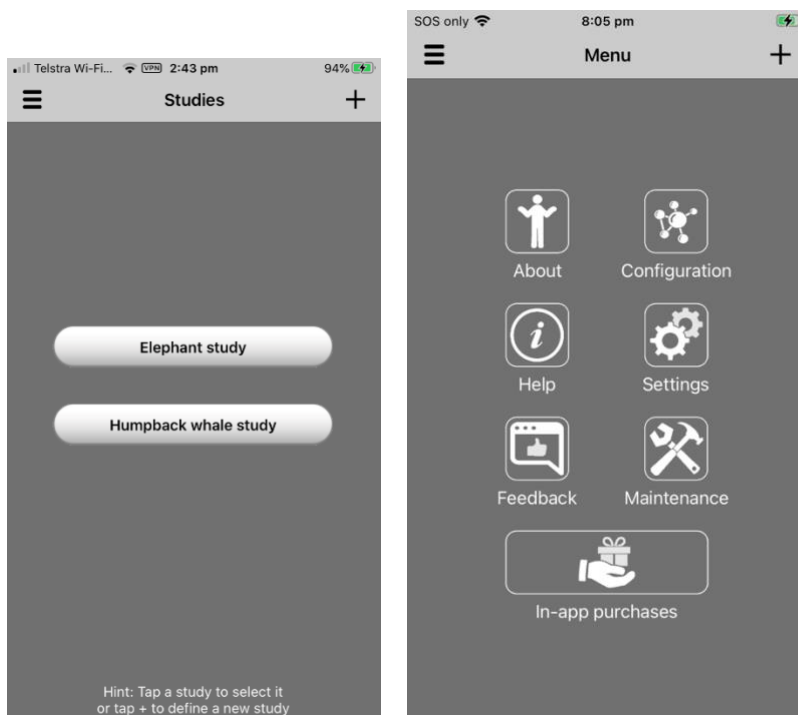 Telstra Wi-Fi... VPN 2:43 pm 94%
Studies
Elephant study
Humpback whale study
Hint: Tap a study to select it
or tap + to define a new study
SOS only 8:05 pm
Menu
About Configuration
Help Settings
Feedback Maintenance
In-app purchases